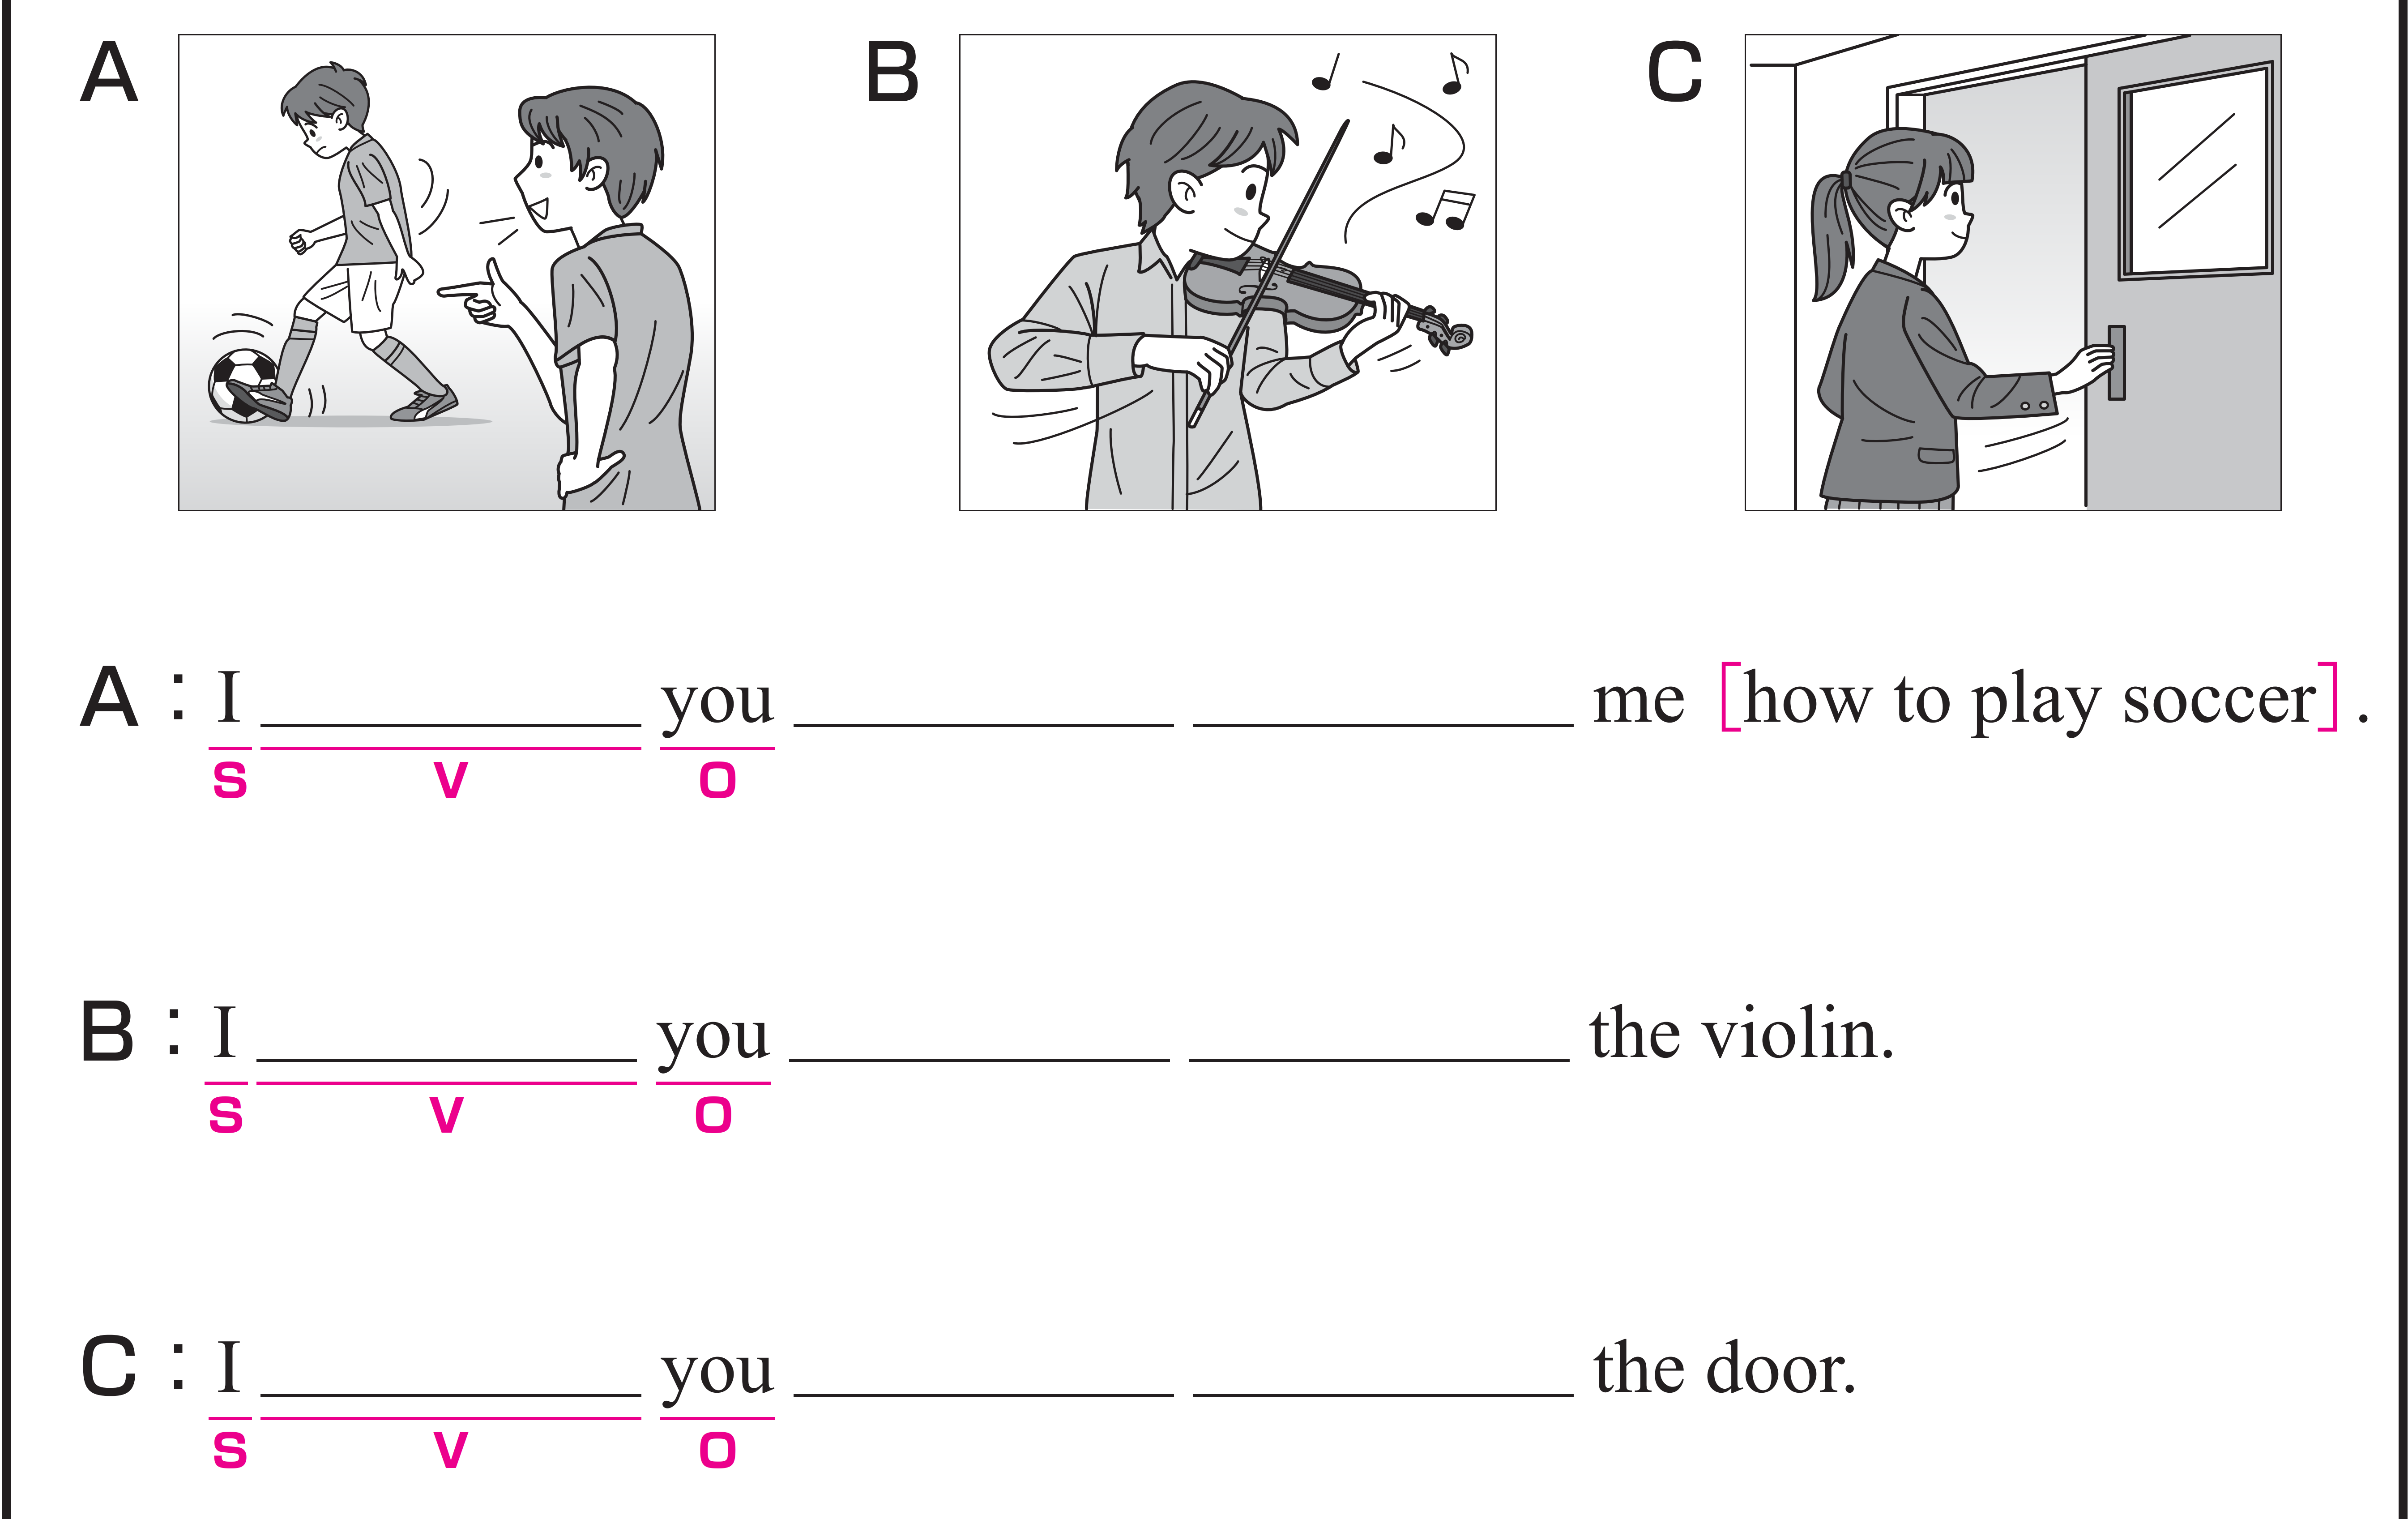 A B C
A : I ______ you ______ ______ me [how to play soccer] .
S V O
B : I ______ you ______ ______ the violin.
S V O
C : I ______ you ______ ______ the door.
S V O